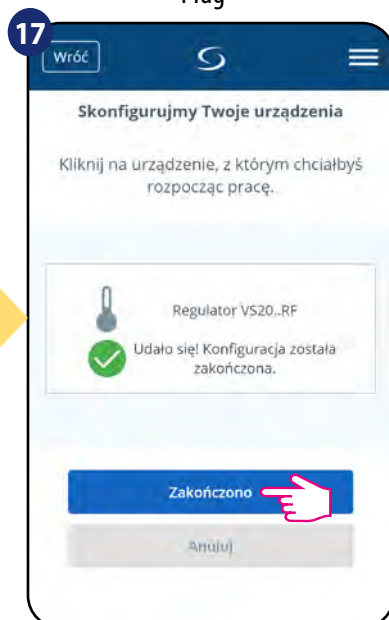 Plug
17
Wróć
Skonfigurujmy Twoje urządzenia
Kliknij na urządzenie, z którym chciałbyś
rozpocząc pracę.
Regulator VS20..RF
Udało się! Konfiguracja została
zakończona.
Zakończono
Anuluj